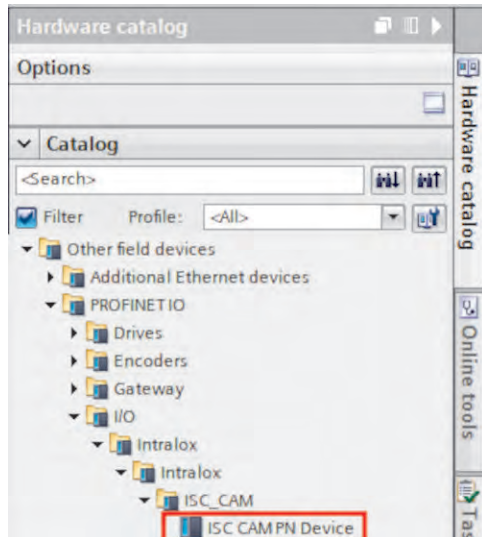 Hardware catalog
Options
Catalog
<Search>
Filter Profile: <All>
Other field devices
Additional Ethernet devices
PROFINET IO
Drives
Encoders
Gateway
I/O
Intralox
Intralox
ISC_CAM
ISC CAM PN Device
Hardware catalog
Online tools
Tas